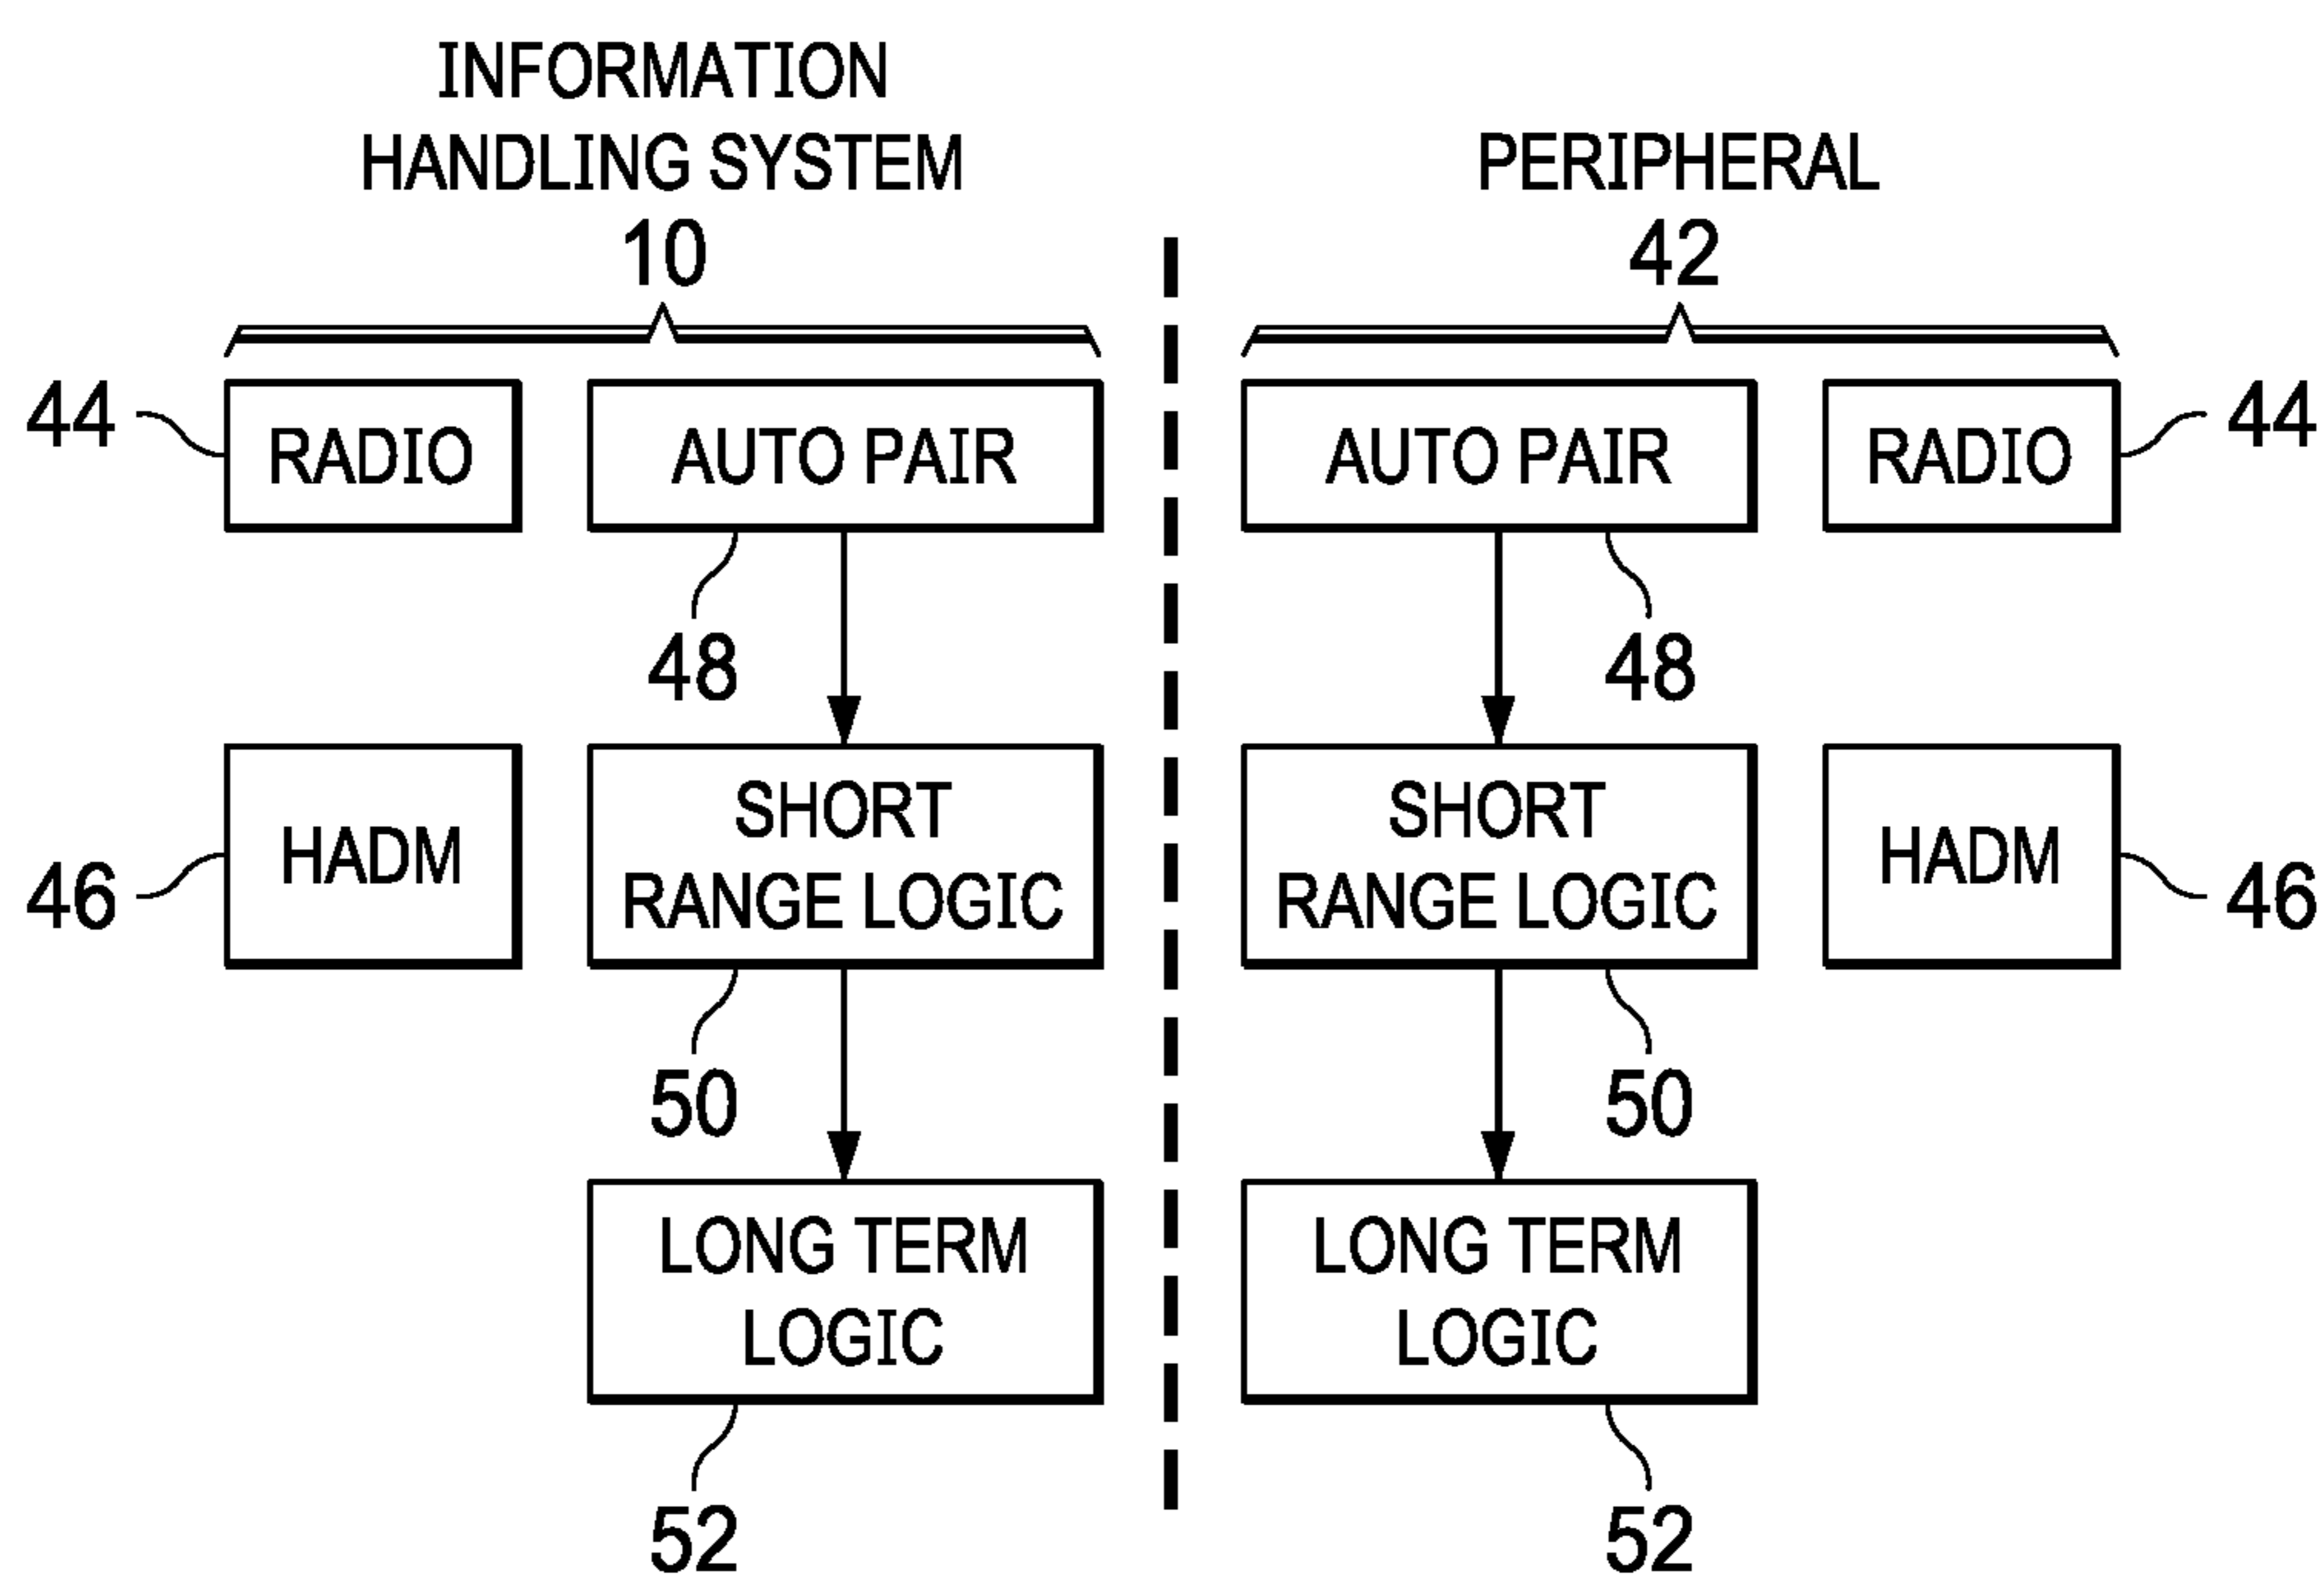 INFORMATION
HANDLING SYSTEM
10
PERIPHERAL
42
44
RADIO
AUTO PAIR
AUTO PAIR
RADIO
44
48
48
46
HADM
SHORT
RANGE LOGIC
SHORT
RANGE LOGIC
HADM
46
50
50
LONG TERM
LOGIC
LONG TERM
LOGIC
52
52